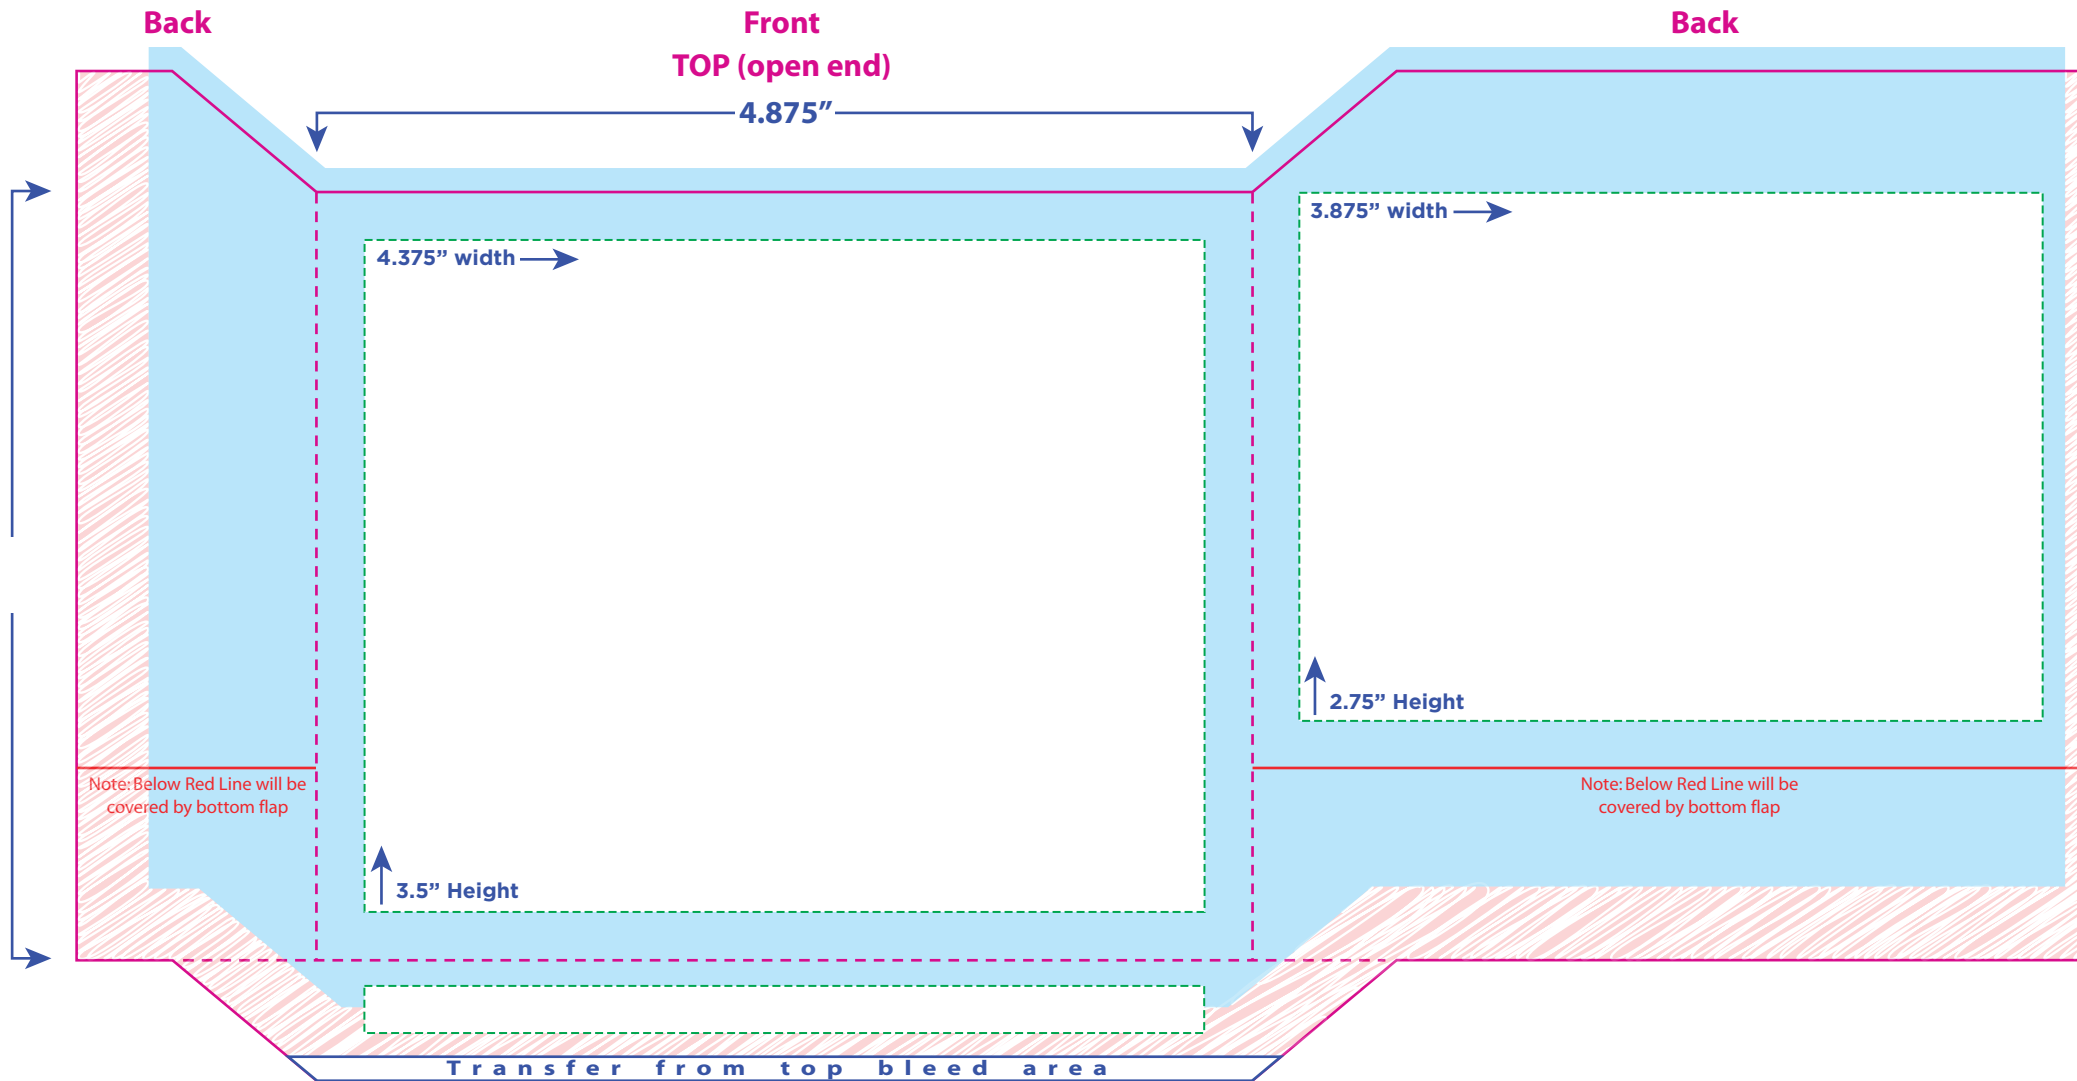 Back
Front
Back
TOP (open end)
4.875”
3.875” width
4.375” width
2.75” Height
Note: Below Red Line will be
covered by bottom flap
Note: Below Red Line will be
covered by bottom flap
3.5” Height
Transfer from top bleed area